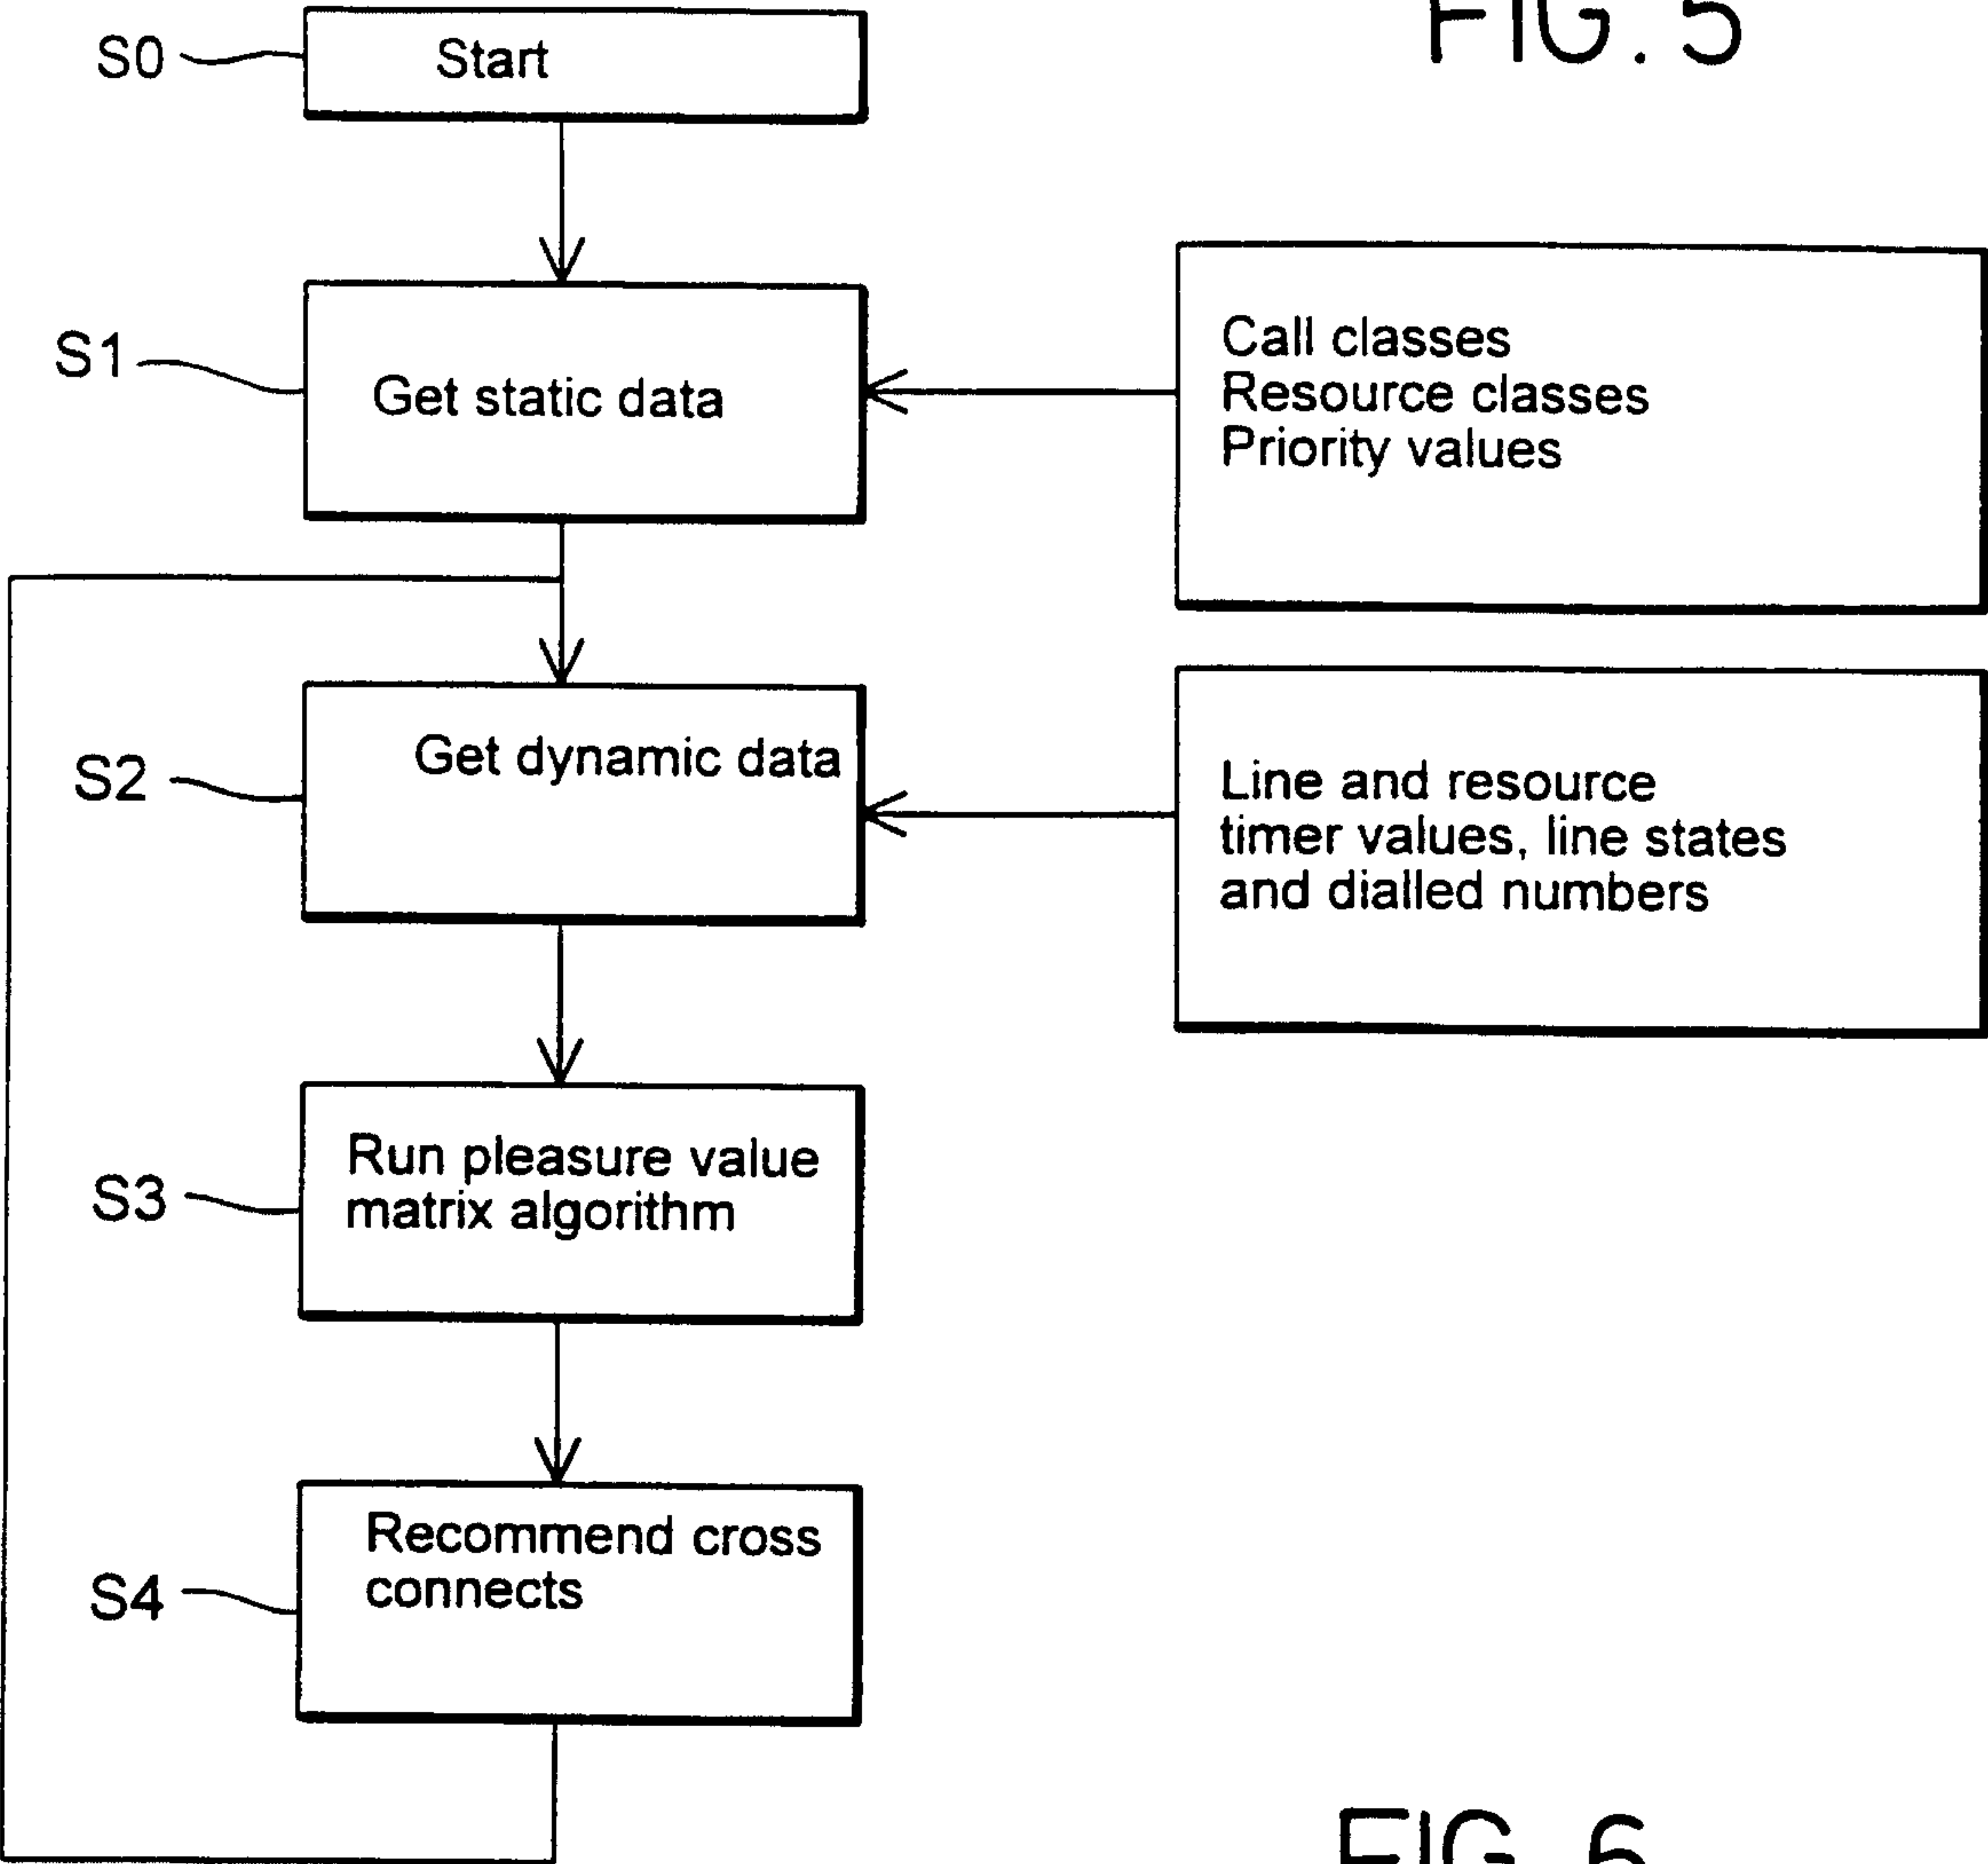 FIG. 5
S0
Start
S1
Get static data
Call classes
Resource classes
Priority values
S2
Get dynamic data
Line and resource
timer values, line states
and dialled numbers
S3
Run pleasure value
matrix algorithm
S4
Recommend cross
connects
FIG. 6